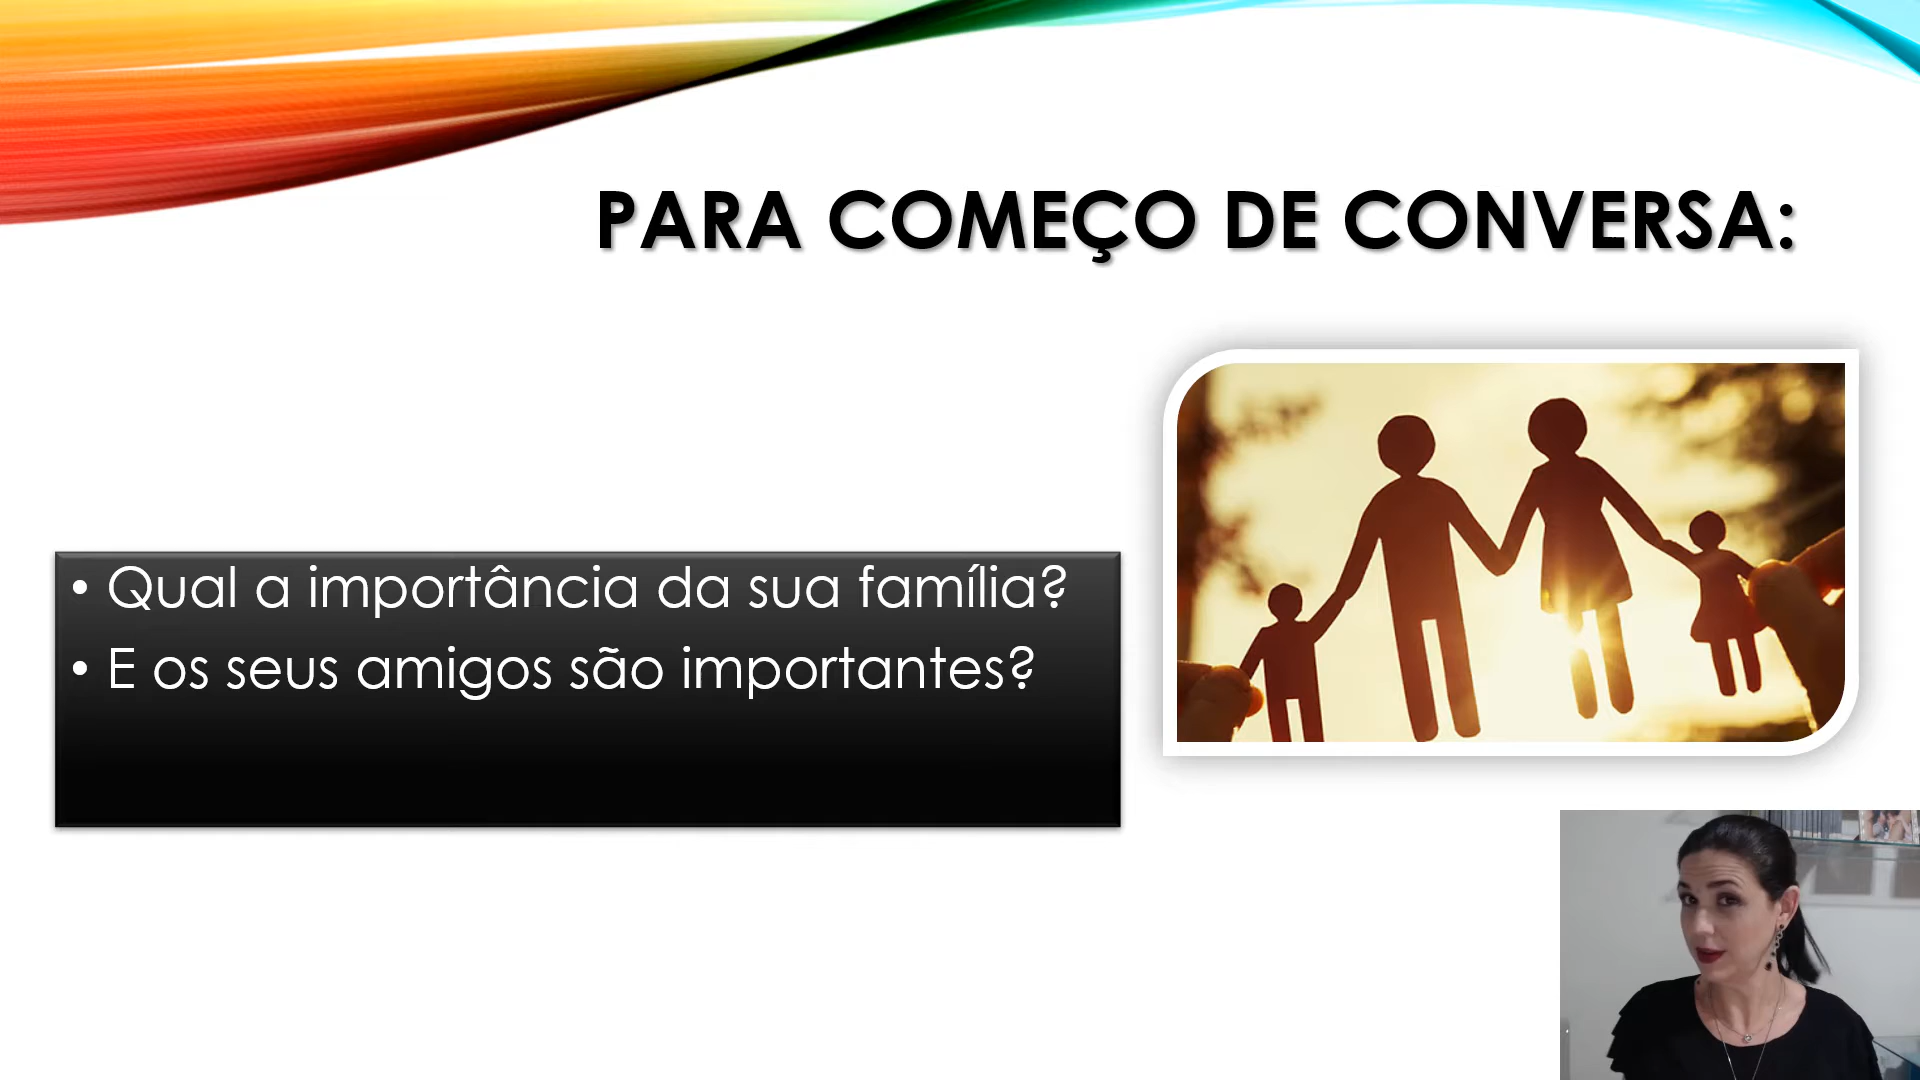 PARA COMEÇO DE CONVERSA:
• Qual a importância da sua família?
• E os seus amigos são importantes?